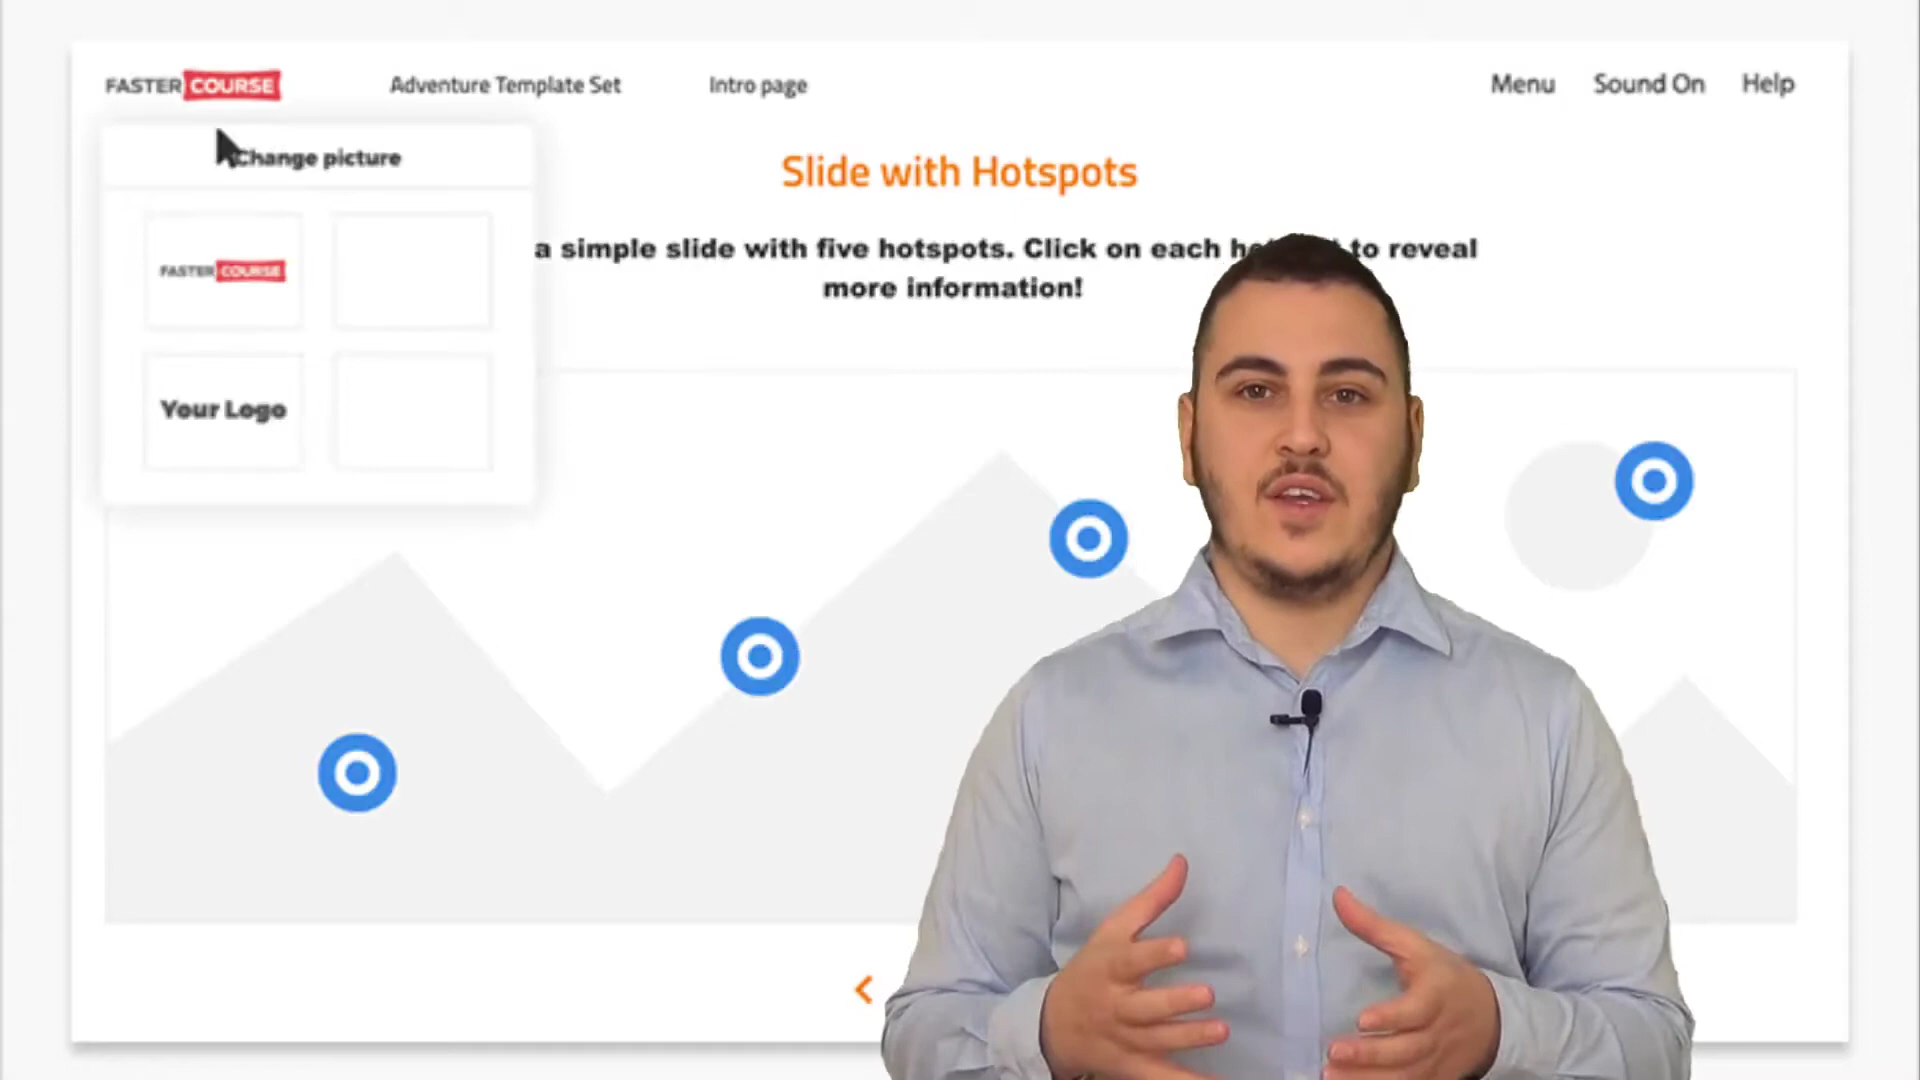 FASTER COURSE
Adventure Template Set
Intro page
Menu
Sound On
Help
Change picture
FASTER COURSE
Your Logo
Slide with Hotspots
a simple slide with five hotspots. Click on each to reveal
more information!